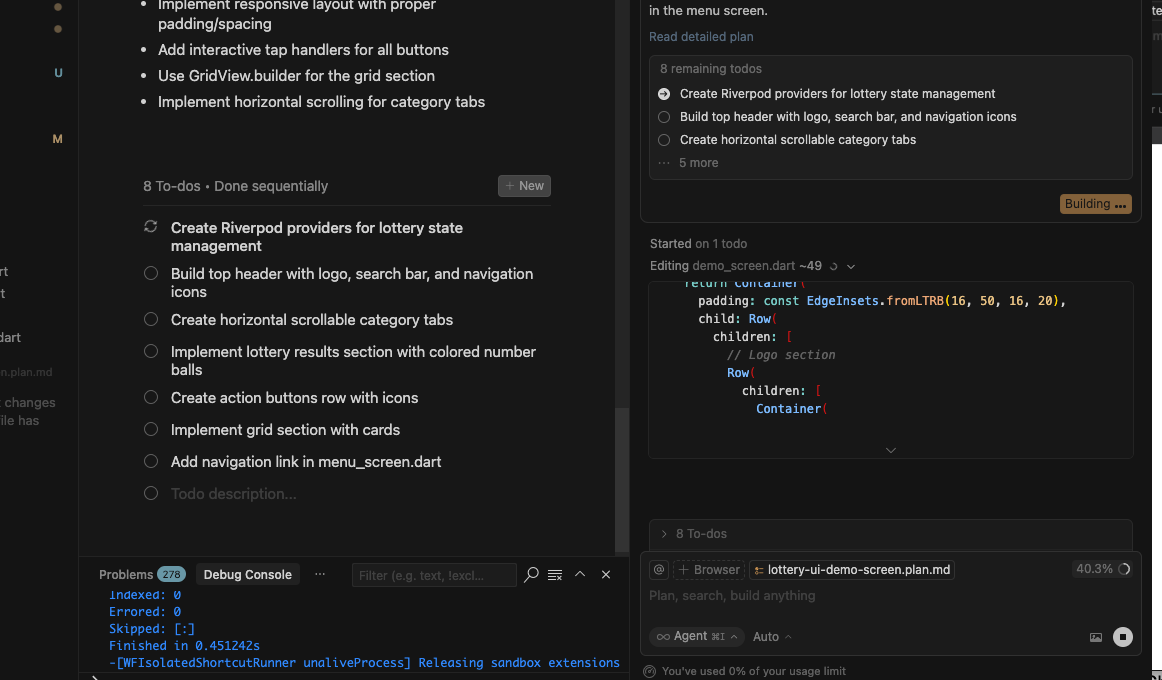 Implement responsive layout with proper
padding/spacing
• Add interactive tap handlers for all buttons
• Use GridView.builder for the grid section
• Implement horizontal scrolling for category tabs
U
M
rt
t
dart
n.plan.md
changes
ile has
8 To-dos • Done sequentially
+ New
Create Riverpod providers for lottery state
management
Build top header with logo, search bar, and navigation
icons
Create horizontal scrollable category tabs
Implement lottery results section with colored number
balls
Create action buttons row with icons
Implement grid section with cards
Add navigation link in menu_screen.dart
Todo description...
Problems 278
Debug Console
...
Filter (e.g. text, !excl...
Indexed: 0
Errored: 0
Skipped: [:]
Finished in 0.451242s
-[WFIsolatedShortcutRunner unaliveProcess] Releasing sandbox extensions
in the menu screen.
Read detailed plan
8 remaining todos
Create Riverpod providers for lottery state management
Build top header with logo, search bar, and navigation icons
Create horizontal scrollable category tabs
... 5 more
Building ...
Started on 1 todo
Editing demo_screen.dart ~49
return Container(
padding: const EdgeInsets.fromLTRB(16, 50, 16, 20),
child: Row(
children: [
// Logo section
Row(
children: [
Container(
8 To-dos
@
+ Browser
lottery-ui-demo-screen.plan.md
40.3%
Plan, search, build anything
∞ Agent ⌘I
Auto
You've used 0% of your usage limit